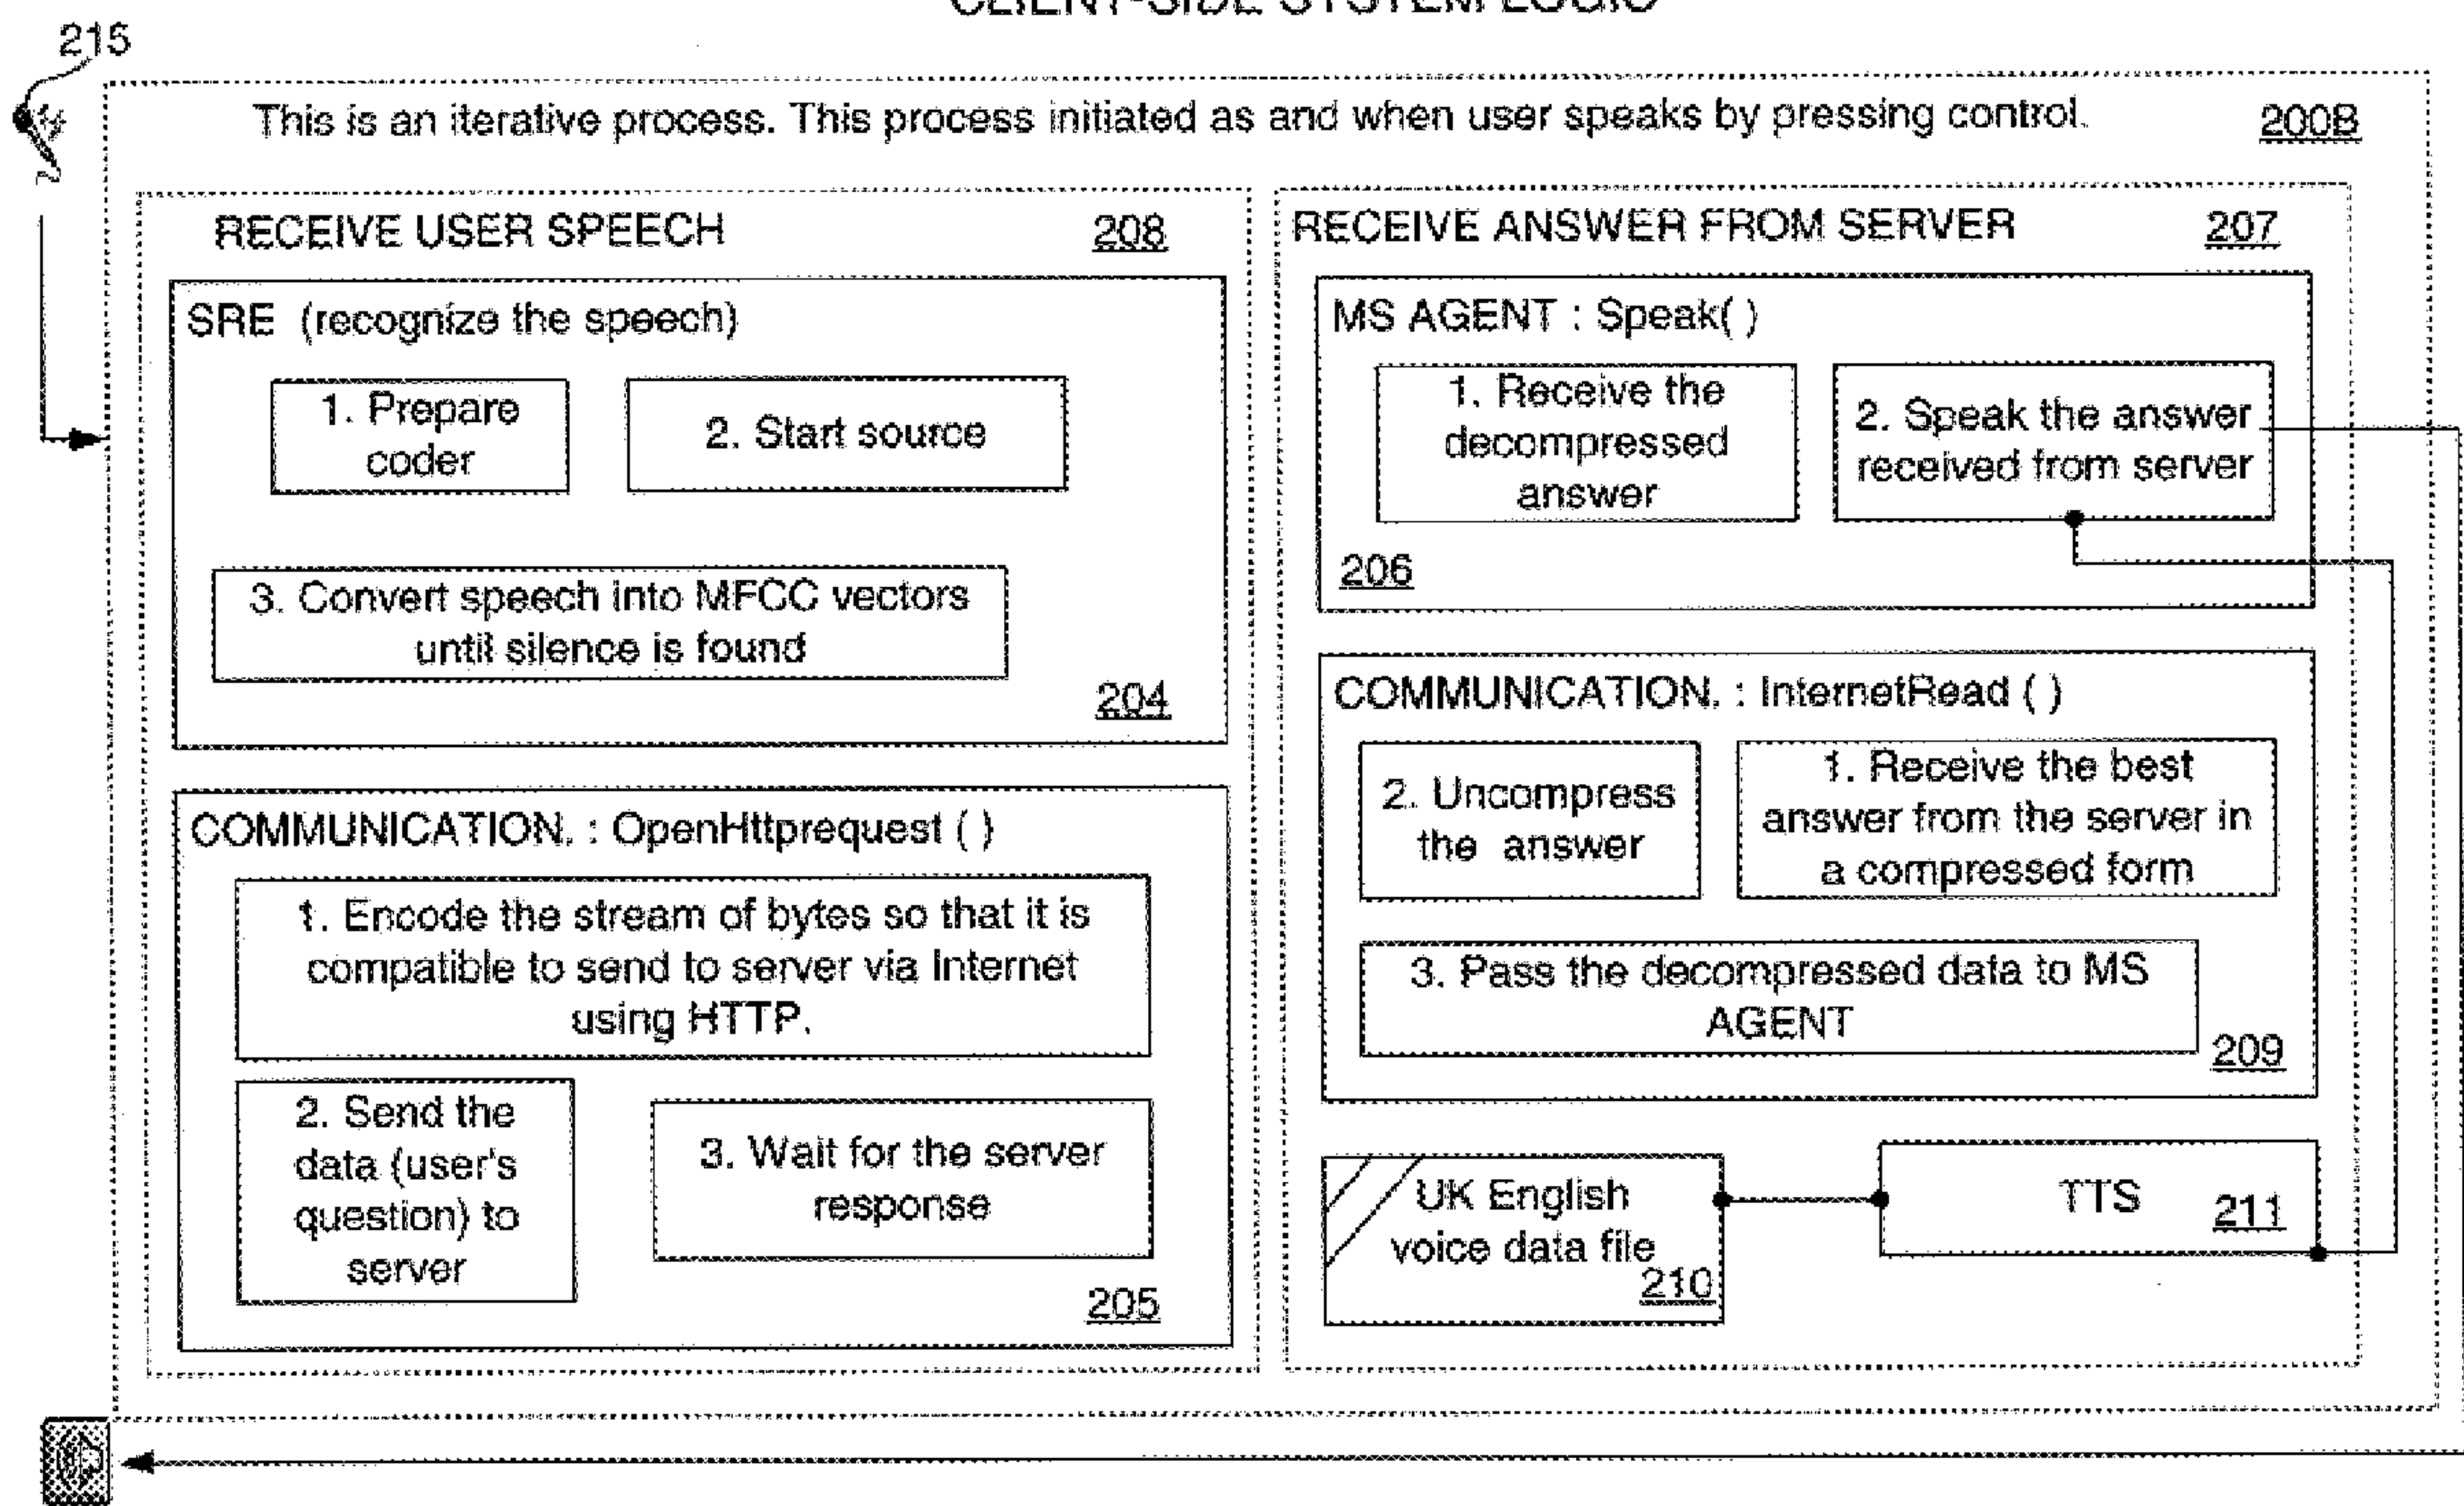 CLIENT-SIDE SYSTEM LOGIC
215
This is an iterative process. This process initiated as and when user speaks by pressing control.
200B
RECEIVE USER SPEECH
208
SRE (recognize the speech)
1. Prepare
coder
2. Start source
3. Convert speech into MFCC vectors
until silence is found
204
COMMUNICATION. : OpenHttprequest ( )
1. Encode the stream of bytes so that it is
compatible to send to server via Internet
using HTTP.
2. Send the
data (user's
question) to
server
3. Wait for the server
response
205
RECEIVE ANSWER FROM SERVER
207
MS AGENT : Speak( )
1. Receive the
decompressed
answer
2. Speak the answer
received from server
206
COMMUNICATION. : InternetRead ( )
2. Uncompress
the answer
1. Receive the best
answer from the server in
a compressed form
3. Pass the decompressed data to MS
AGENT
209
UK English
voice data file
210
TTS
211